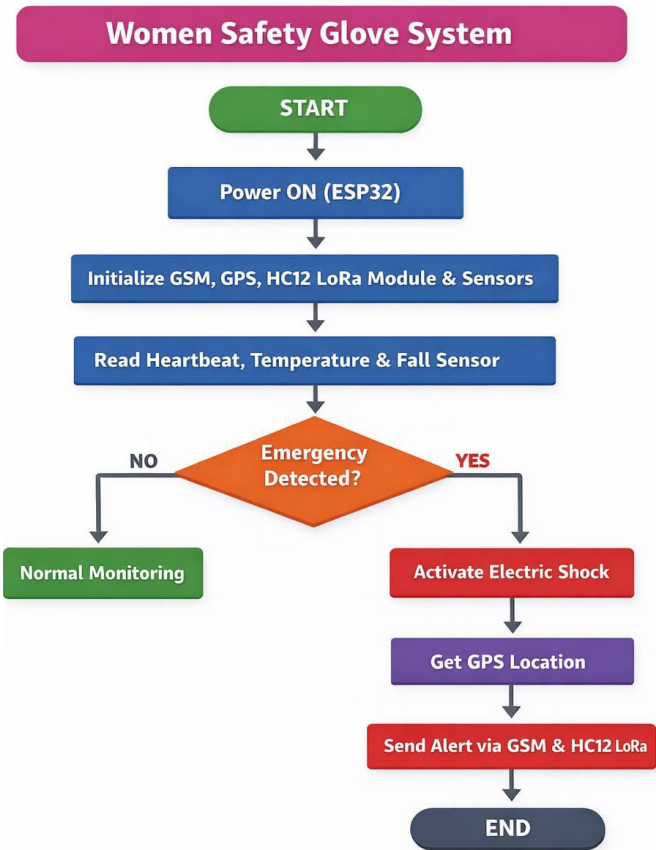 Women Safety Glove System
START
Power ON (ESP32)
Initialize GSM, GPS, HC12 LoRa Module & Sensors
Read Heartbeat, Temperature & Fall Sensor
Emergency
Detected?
NO
YES
Normal Monitoring
Activate Electric Shock
Get GPS Location
Send Alert via GSM & HC12 LoRa
END